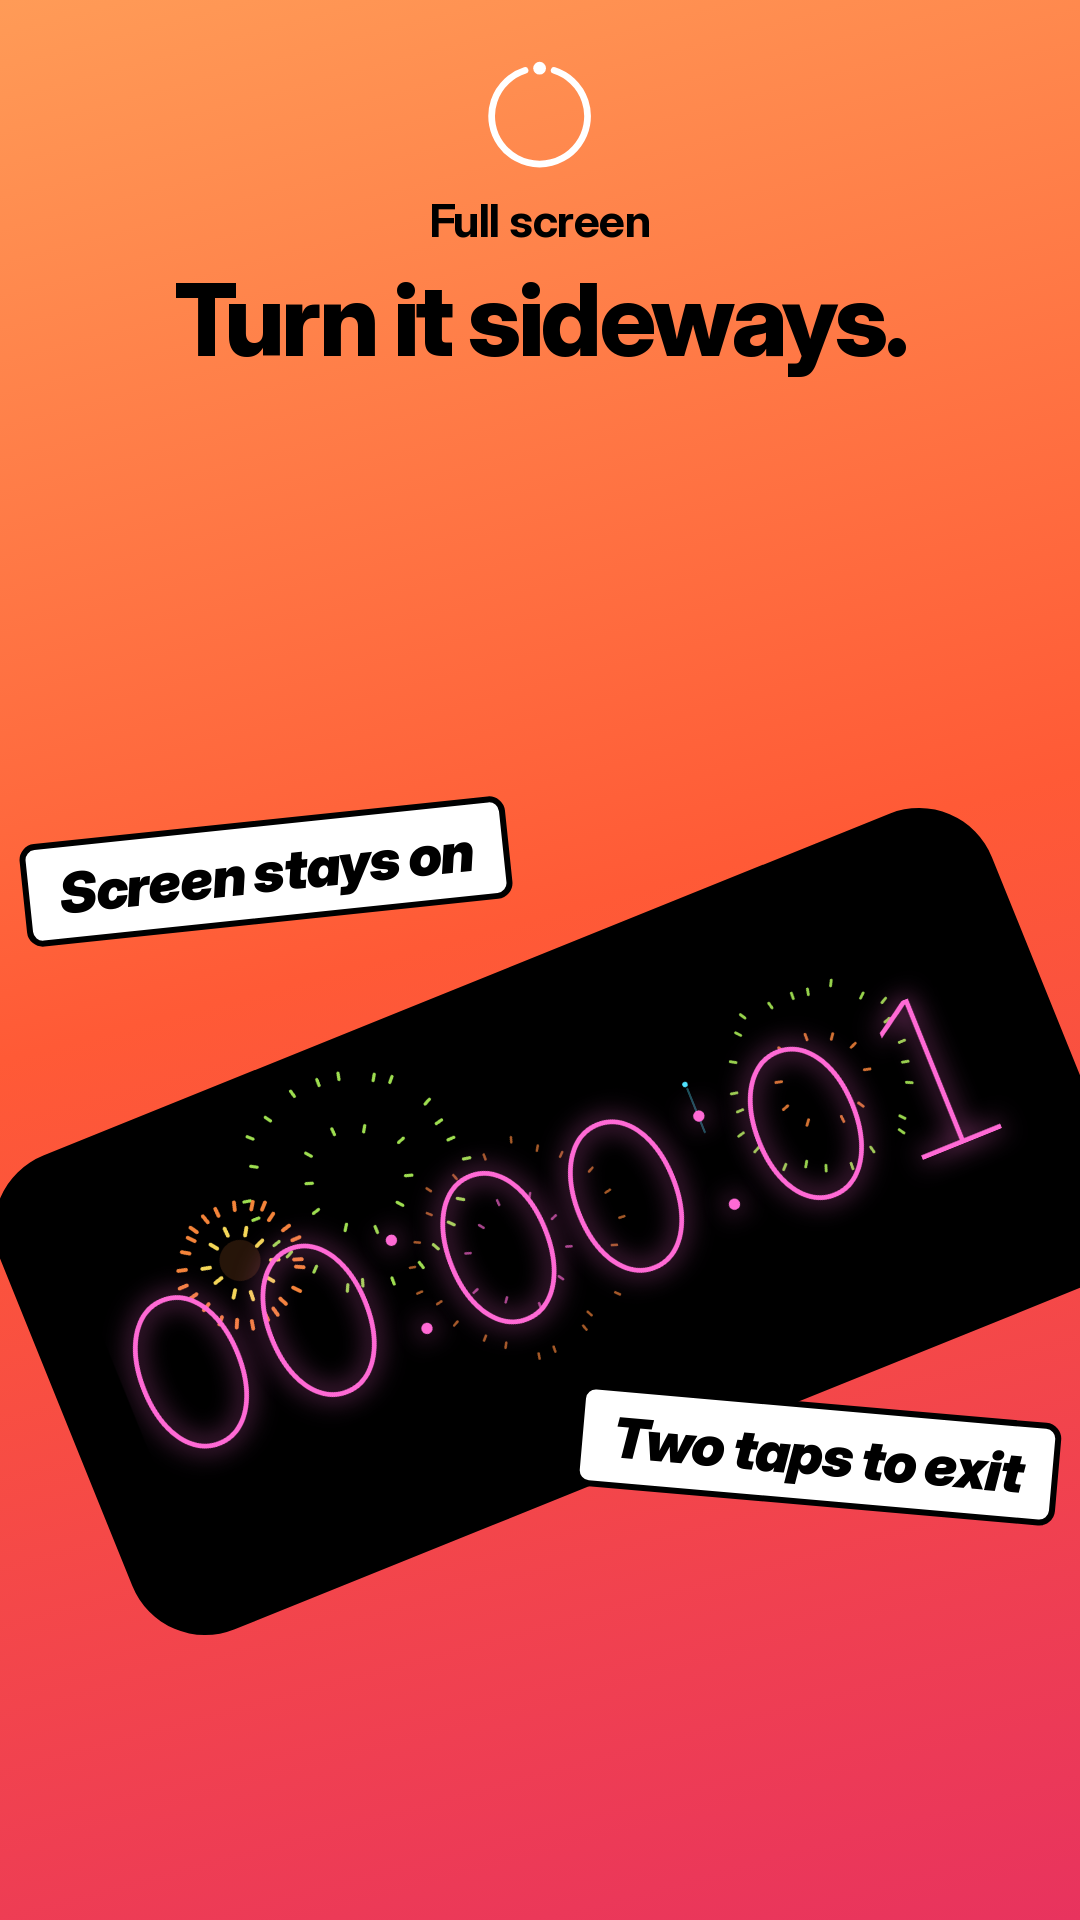 Full screen
Turn it sideways.
Screen stays on
00:00:01
Two taps to exit